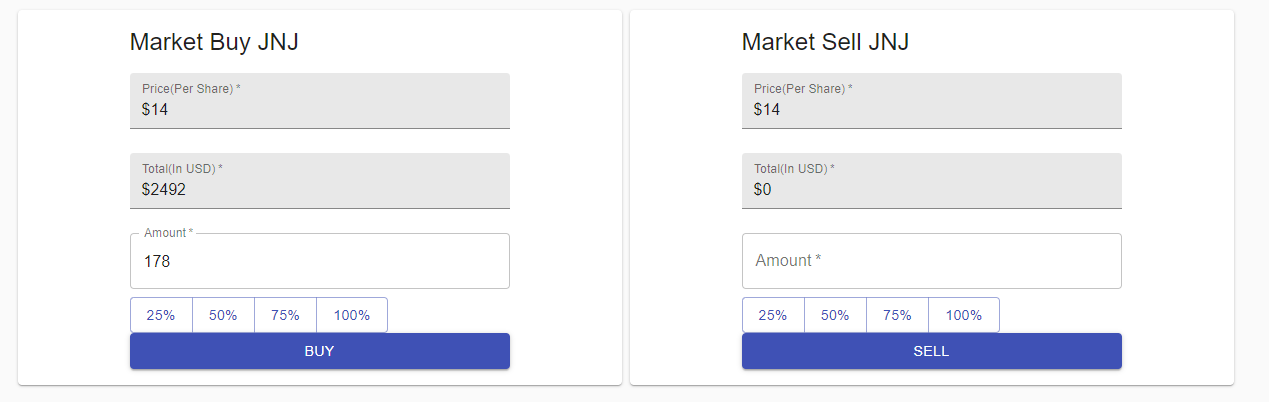 Market Buy JNJ
Price(Per Share) *
$14
Total(In USD) *
$2492
Amount *
178
25% 50% 75% 100%
BUY
Market Sell JNJ
Price(Per Share) *
$14
Total(In USD) *
$0
Amount *
25% 50% 75% 100%
SELL